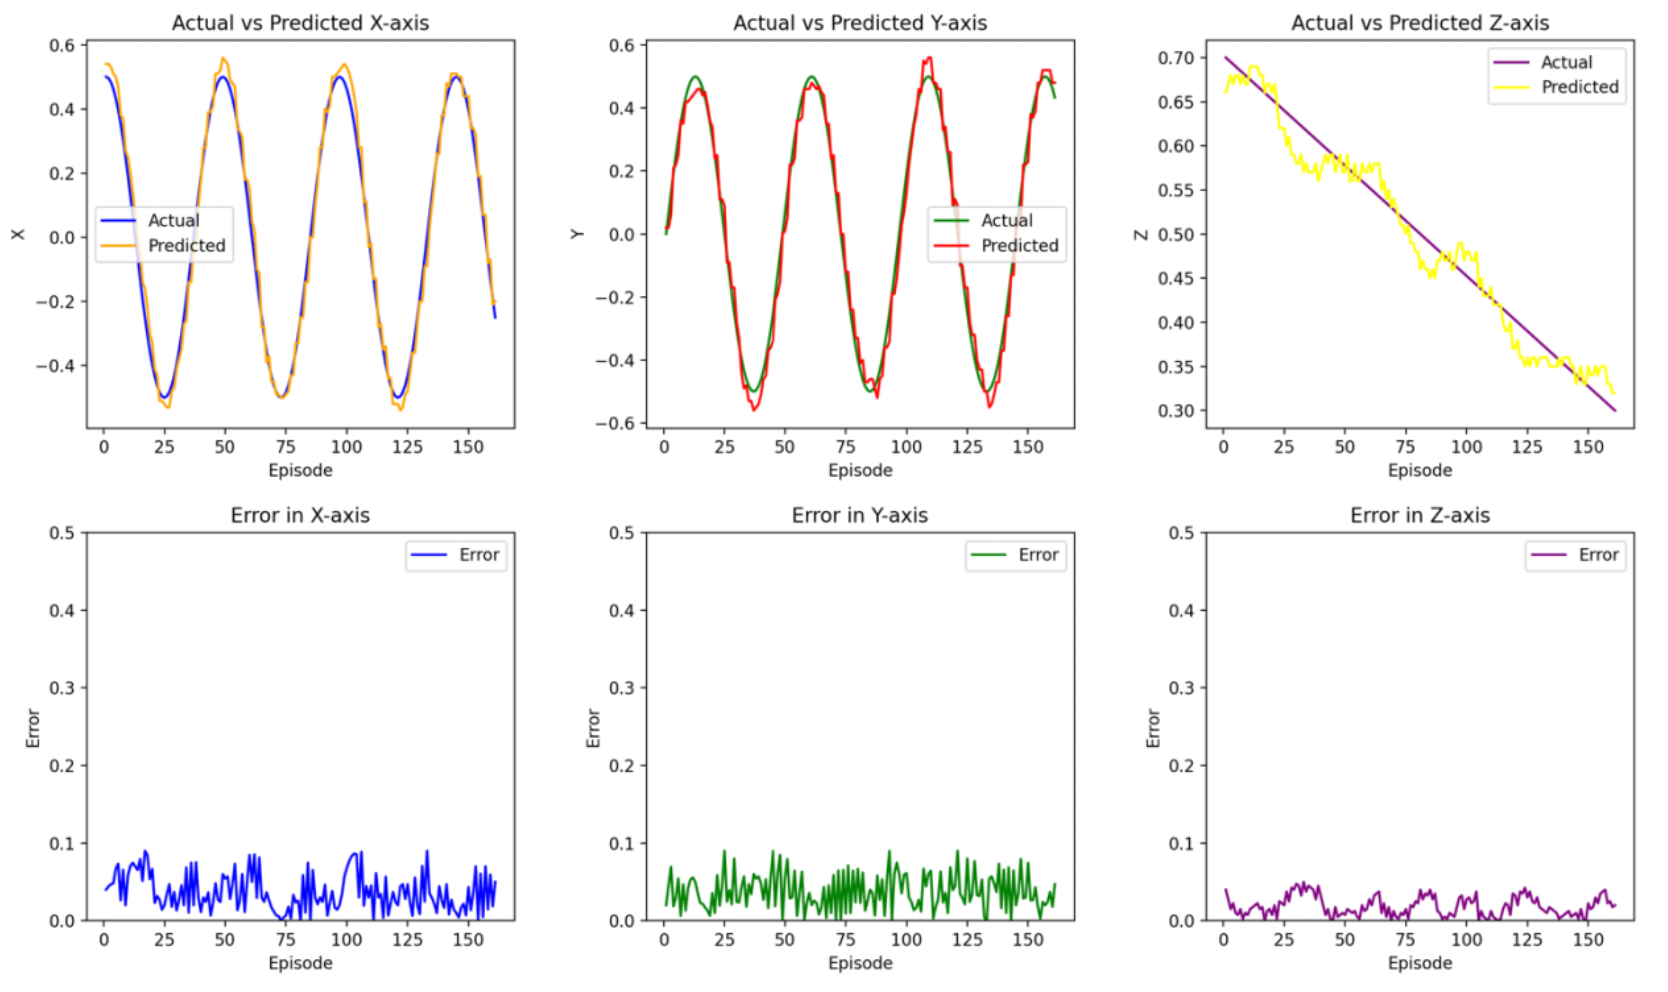 Actual vs Predicted X-axis
0.6
0.4
0.2
0.0
−0.2
−0.4
X
Actual
Predicted
0 25 50 75 100 125 150
Episode
Actual vs Predicted Y-axis
0.6
0.4
0.2
0.0
−0.2
−0.4
−0.6
Y
Actual
Predicted
0 25 50 75 100 125 150
Episode
Actual vs Predicted Z-axis
0.70
0.65
0.60
0.55
0.50
0.45
0.40
0.35
0.30
Z
Actual
Predicted
0 25 50 75 100 125 150
Episode
Error in X-axis
0.5
0.4
0.3
0.2
0.1
0.0
Error
Error
0 25 50 75 100 125 150
Episode
Error in Y-axis
0.5
0.4
0.3
0.2
0.1
0.0
Error
Error
0 25 50 75 100 125 150
Episode
Error in Z-axis
0.5
0.4
0.3
0.2
0.1
0.0
Error
Error
0 25 50 75 100 125 150
Episode